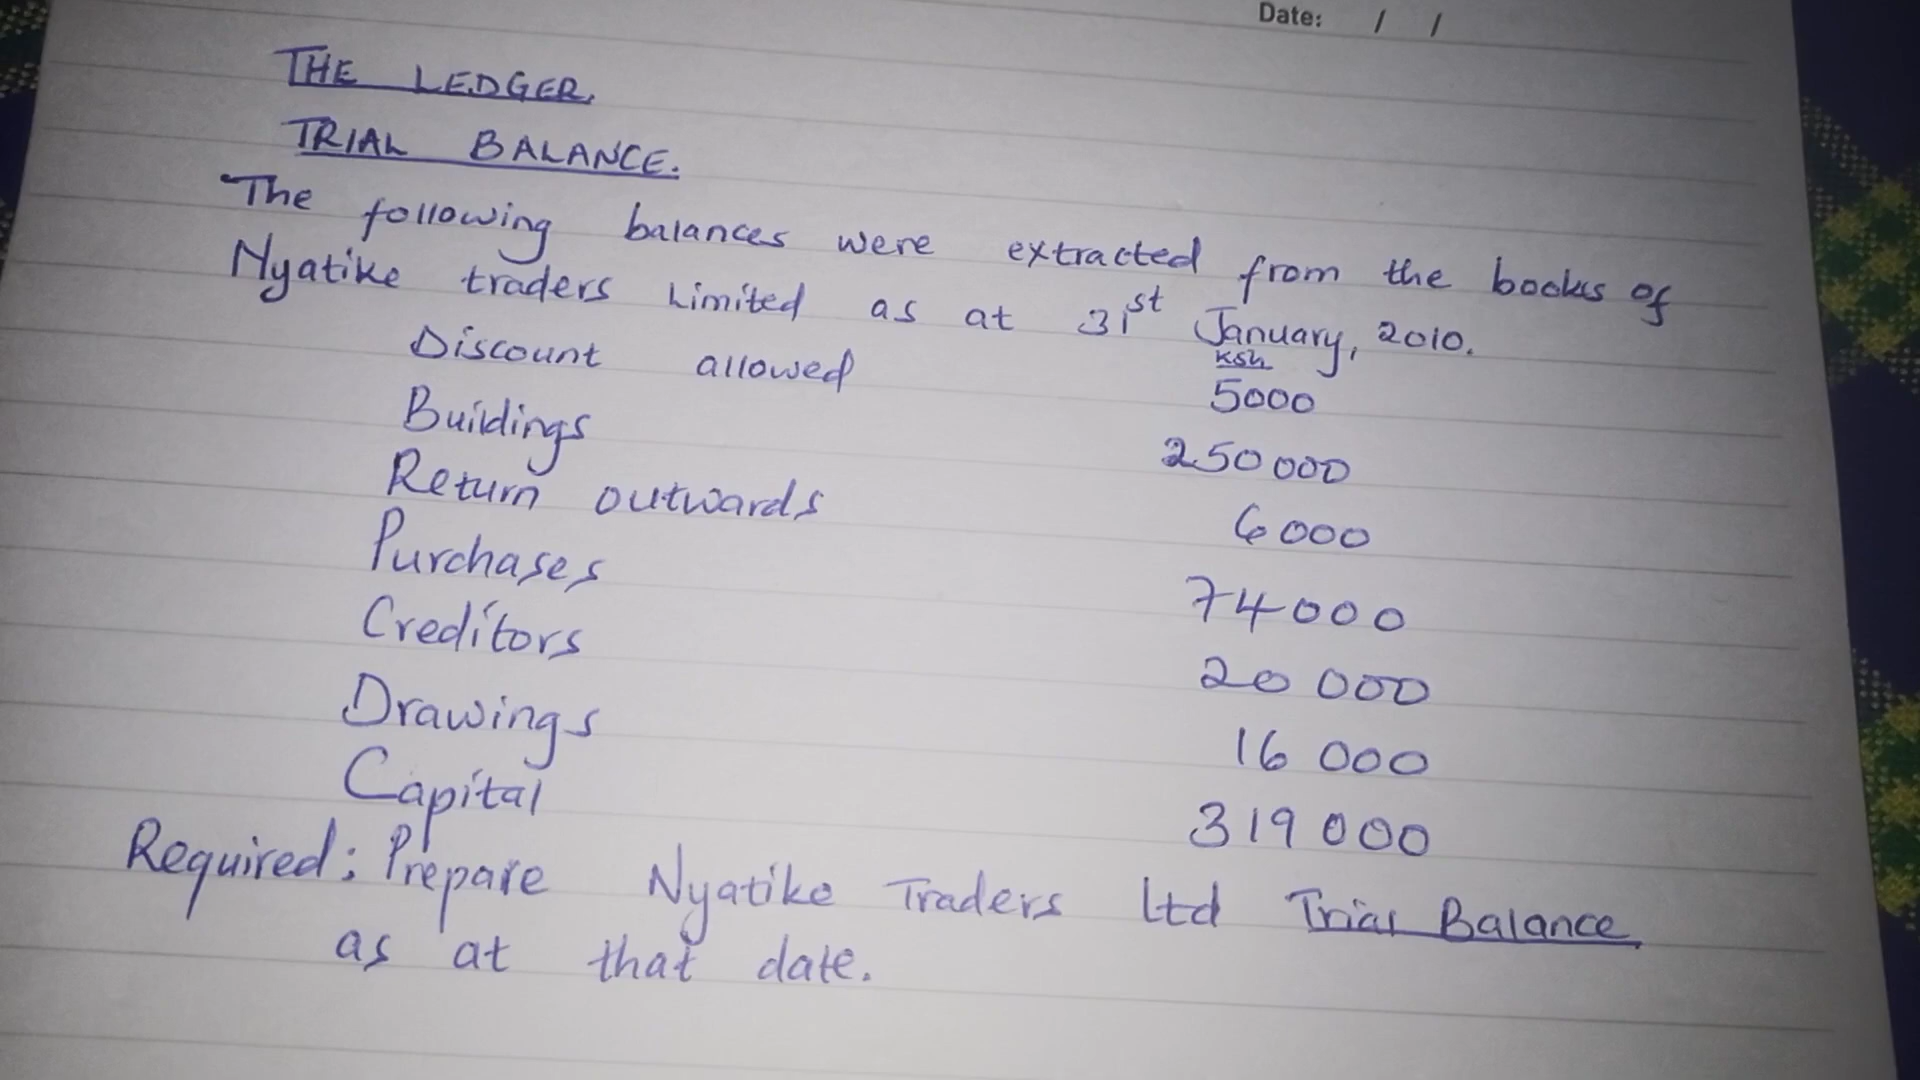 Date: / /
THE LEDGER.
TRIAL BALANCE.
The following balances were extracted from the books of
Nyatike traders Limited as at 31st January, 2010.
Ksh
Discount allowed 5000
Buildings 250 000
Return outwards 6000
Purchases 74000
Creditors 20 000
Drawings 16 000
Capital 319 000
Required: Prepare Nyatike Traders Ltd Trial Balance
as at that date.